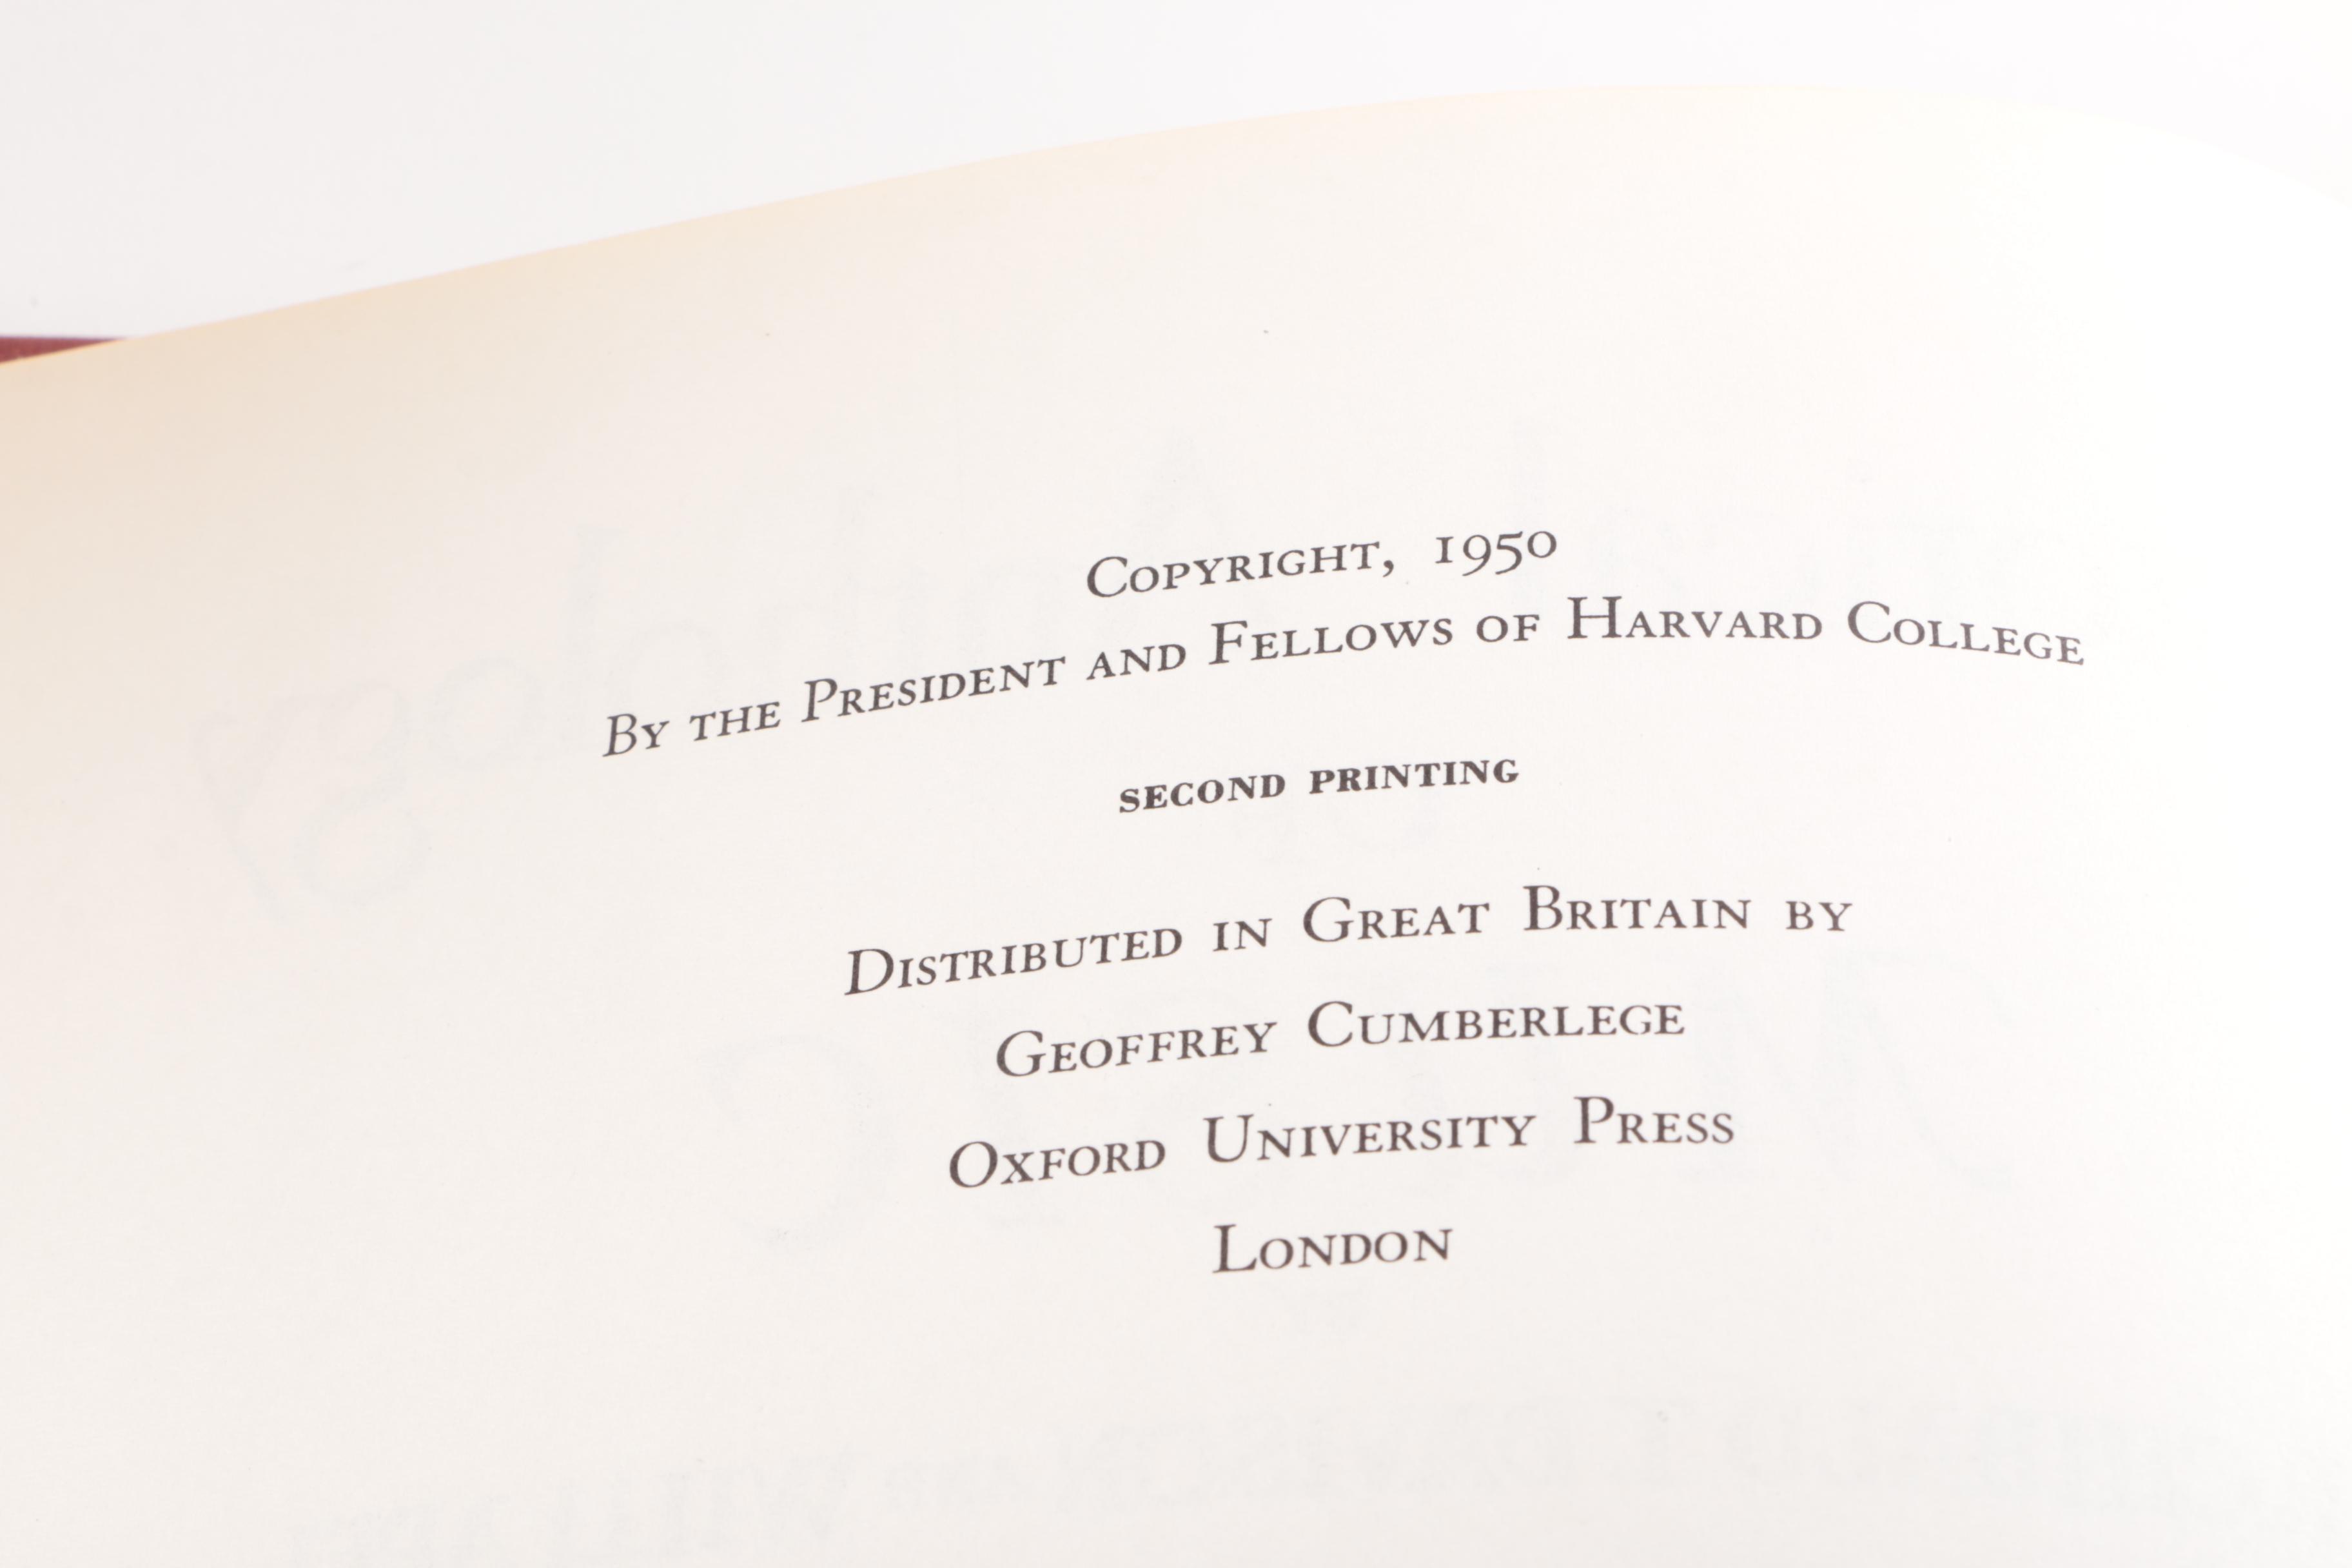 Copyright, 1950
By the President and Fellows of Harvard College
SECOND PRINTING
Distributed in Great Britain by
Geoffrey Cumberlege
Oxford University Press
London